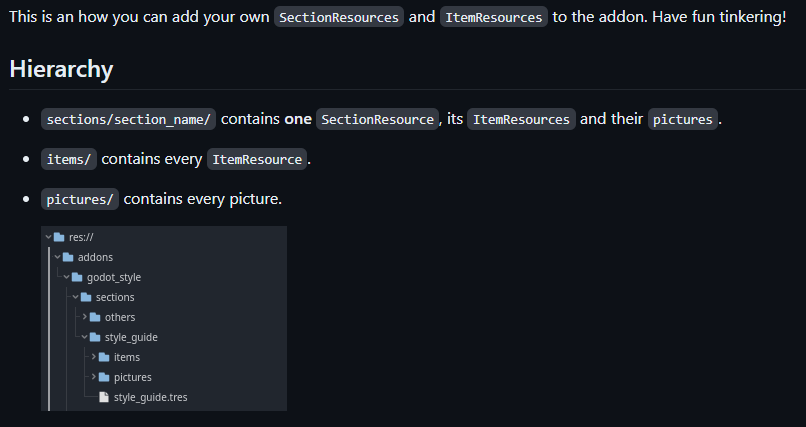 This is an how you can add your own SectionResources and ItemResources to the addon. Have fun tinkering!
Hierarchy
sections/section_name/ contains one SectionResource, its ItemResources and their pictures.
items/ contains every ItemResource.
pictures/ contains every picture.
res://
addons
godot_style
sections
others
style_guide
items
pictures
style_guide.tres